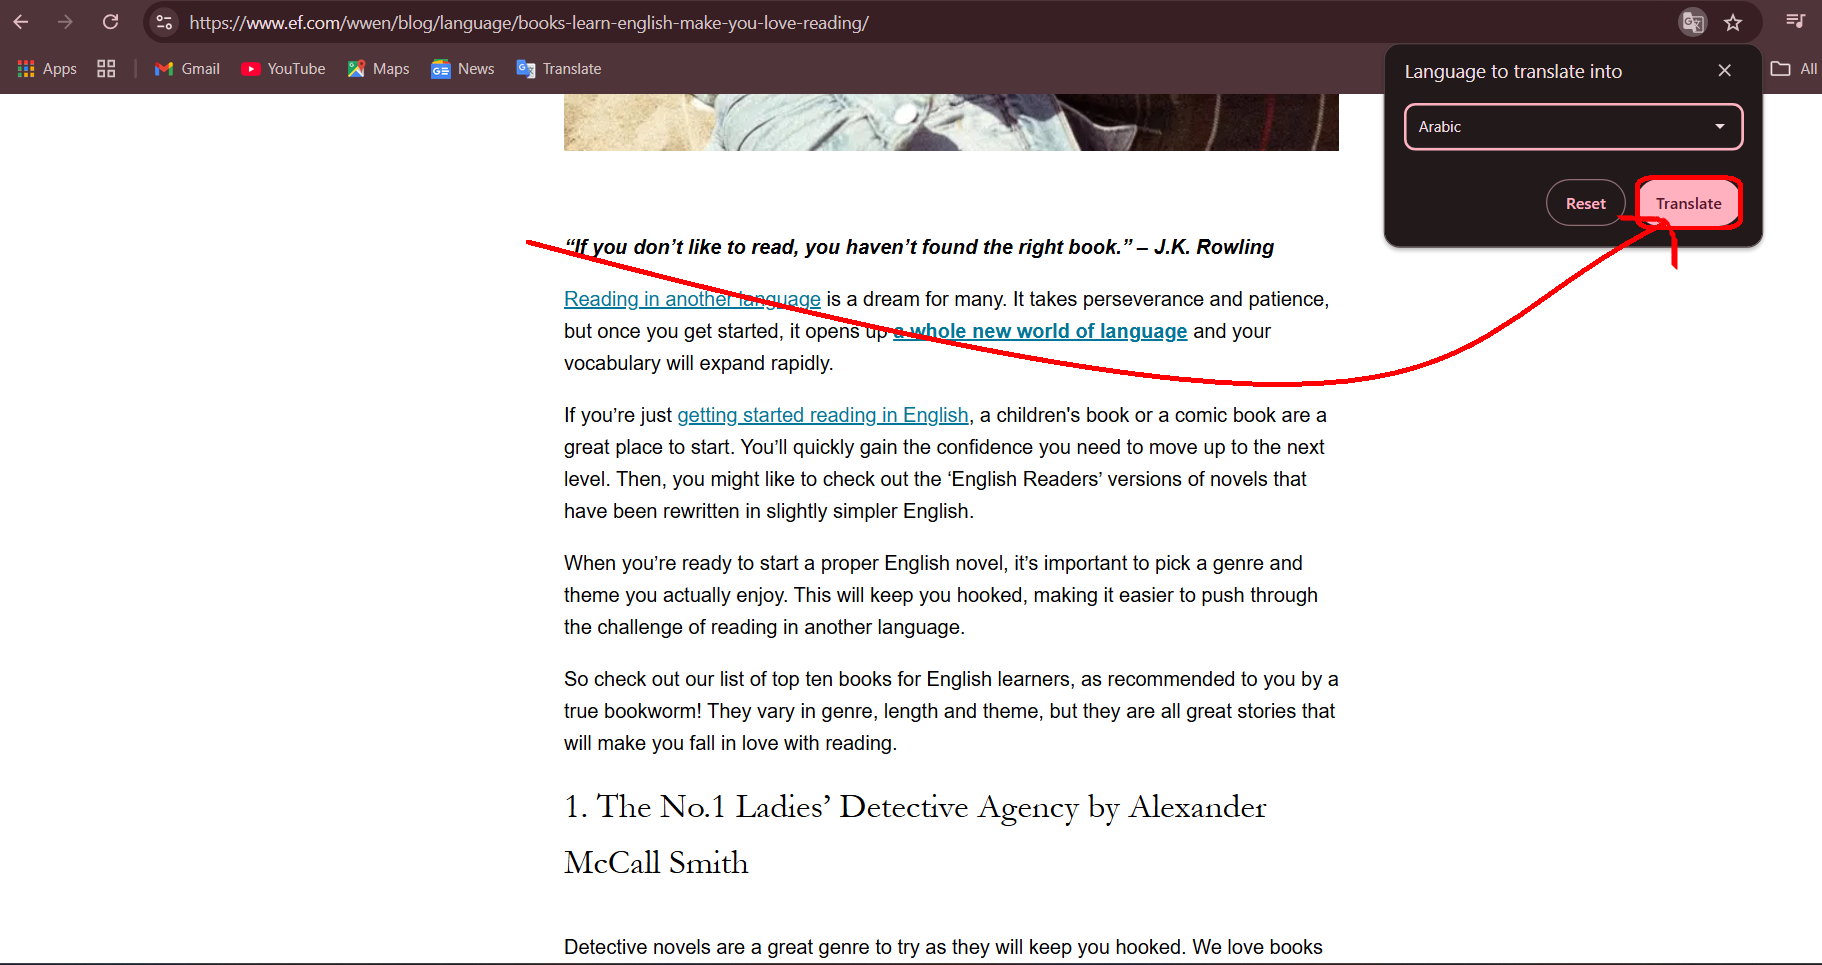 https://www.ef.com/wwen/blog/language/books-learn-english-make-you-love-reading/
Apps Gmail YouTube Maps News Translate All
Language to translate into
Arabic
Reset Translate
“If you don’t like to read, you haven’t found the right book.” – J.K. Rowling
Reading in another language is a dream for many. It takes perseverance and patience,
but once you get started, it opens up a whole new world of language and your
vocabulary will expand rapidly.
If you’re just getting started reading in English, a children's book or a comic book are a
great place to start. You’ll quickly gain the confidence you need to move up to the next
level. Then, you might like to check out the ‘English Readers’ versions of novels that
have been rewritten in slightly simpler English.
When you’re ready to start a proper English novel, it’s important to pick a genre and
theme you actually enjoy. This will keep you hooked, making it easier to push through
the challenge of reading in another language.
So check out our list of top ten books for English learners, as recommended to you by a
true bookworm! They vary in genre, length and theme, but they are all great stories that
will make you fall in love with reading.
1. The No.1 Ladies’ Detective Agency by Alexander
McCall Smith
Detective novels are a great genre to try as they will keep you hooked. We love books